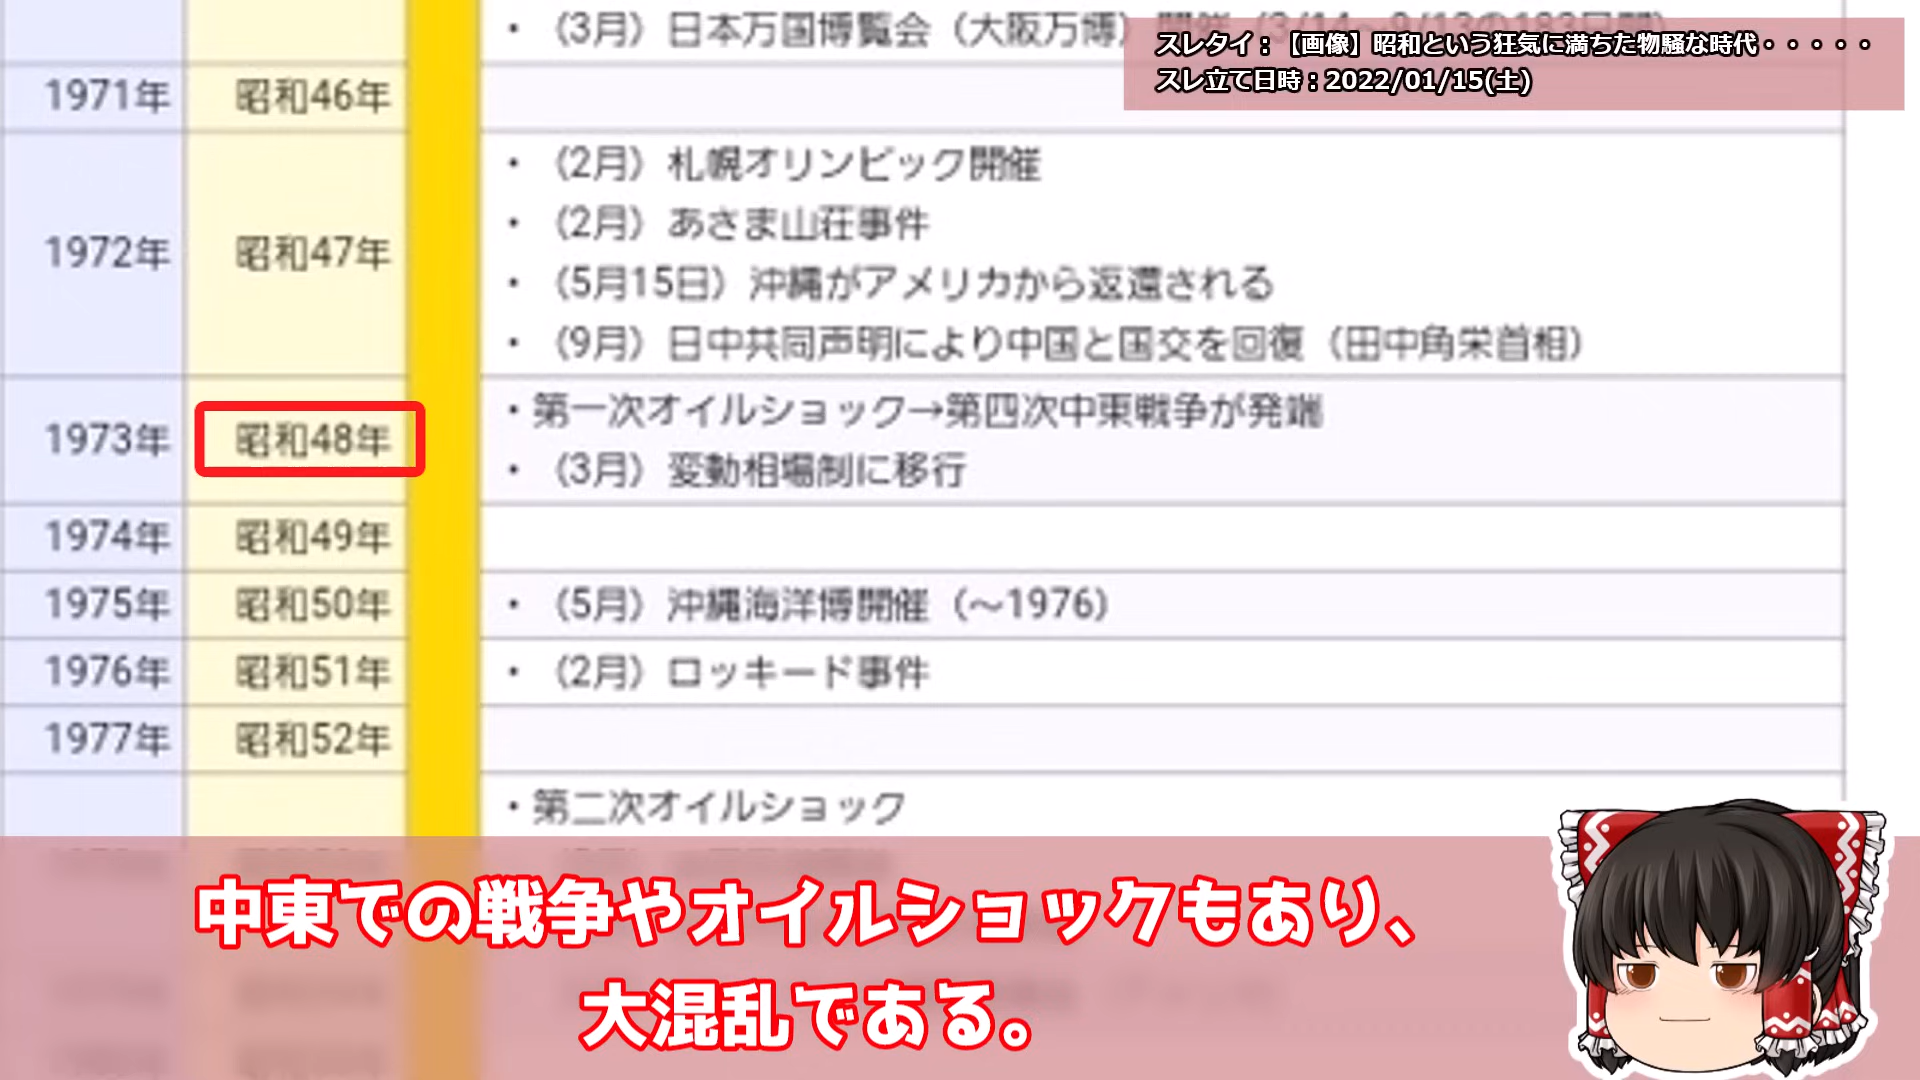 ・（3月）日本万国博覧会（大阪万博）開催（3/14～9/13の183日間）
スレタイ：【画像】昭和という狂気に満ちた物騒な時代・・・・・
スレ立て日時：2022/01/15(土)
1971年 昭和46年
1972年 昭和47年
・（2月）札幌オリンピック開催
・（2月）あさま山荘事件
・（5月15日）沖縄がアメリカから返還される
・（9月）日中共同声明により中国と国交を回復（田中角栄首相）
1973年 昭和48年
・第一次オイルショック→第四次中東戦争が発端
・（3月）変動相場制に移行
1974年 昭和49年
1975年 昭和50年 ・（5月）沖縄海洋博開催（～1976）
1976年 昭和51年 ・（2月）ロッキード事件
1977年 昭和52年
・第二次オイルショック
中東での戦争やオイルショックもあり、
大混乱である。